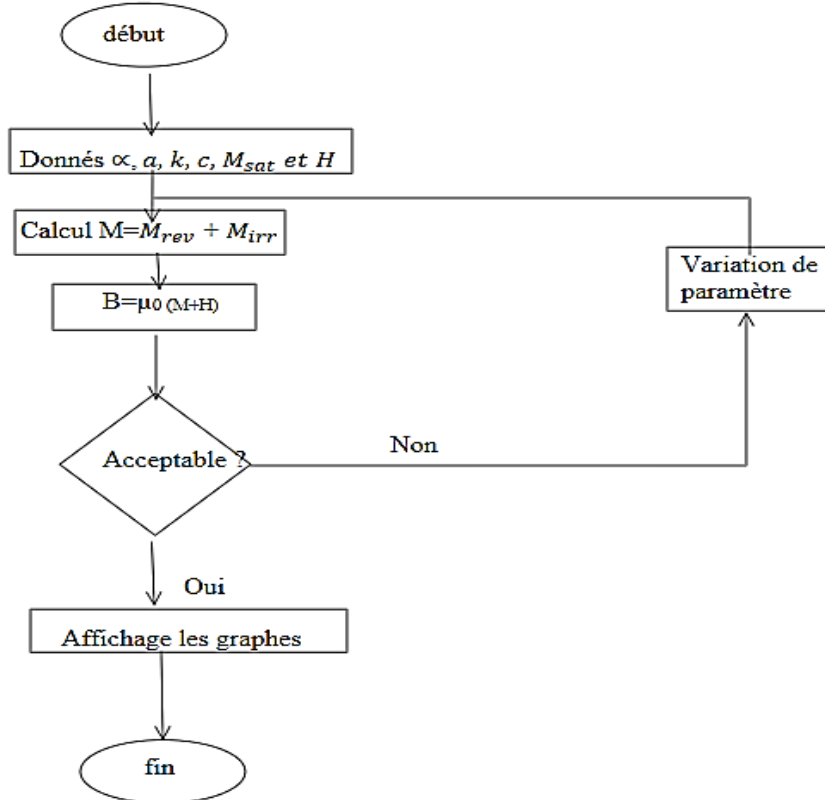 début
Donnés ∝, a, k, c, M_sat et H
Calcul M=M_rev + M_irr
B=μ₀ (M+H)
Variation de
paramètre
Acceptable ?
Non
Oui
Affichage les graphes
fin